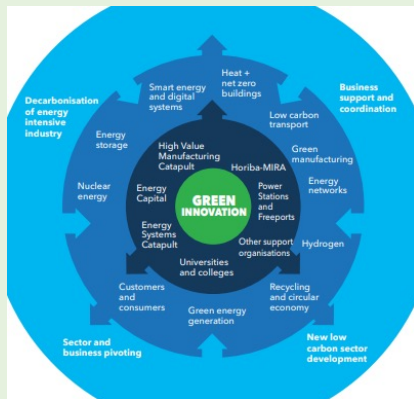 Heat +
net zero
buildings
Smart energy
and digital
systems
Decarbonisation
of energy
intensive
industry
Business
support and
coordination
Low carbon
transport
Energy
storage
High Value
Manufacturing
Catapult
Horiba-MIRA
Green
manufacturing
Nuclear
energy
Energy
Capital
GREEN
INNOVATION
Power
Stations
and
Freeports
Energy
networks
Energy
Systems
Catapult
Other support
organisations
Hydrogen
Universities
and colleges
Customers
and
consumers
Green energy
generation
Recycling
and circular
economy
Sector and
business pivoting
New low
carbon sector
development